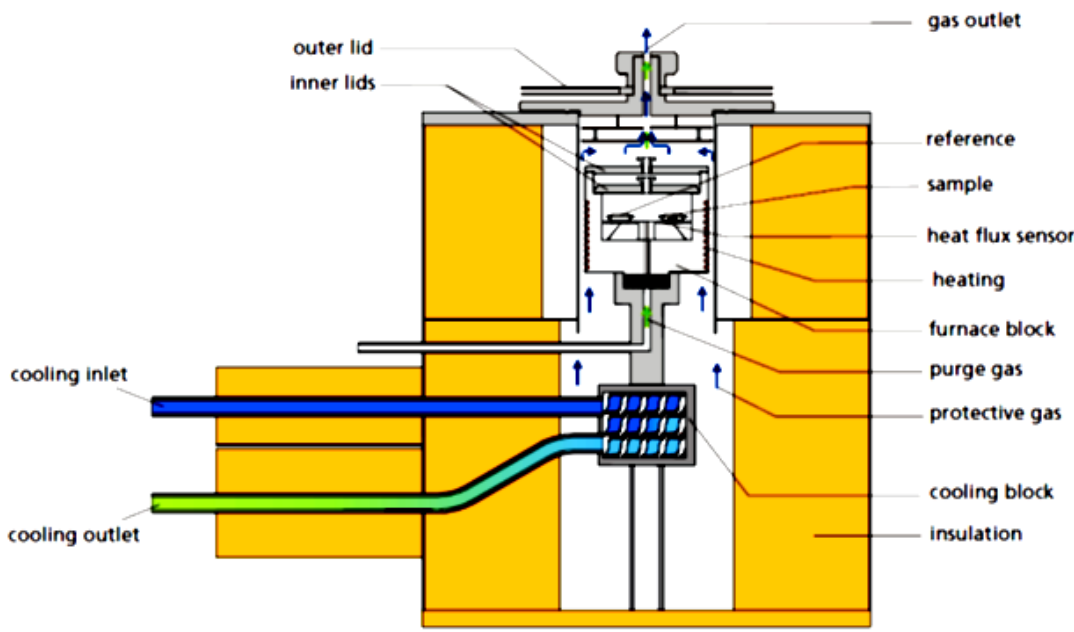 gas outlet
outer lid
inner lids
reference
sample
heat flux sensor
heating
furnace block
purge gas
cooling inlet
protective gas
cooling block
cooling outlet
insulation